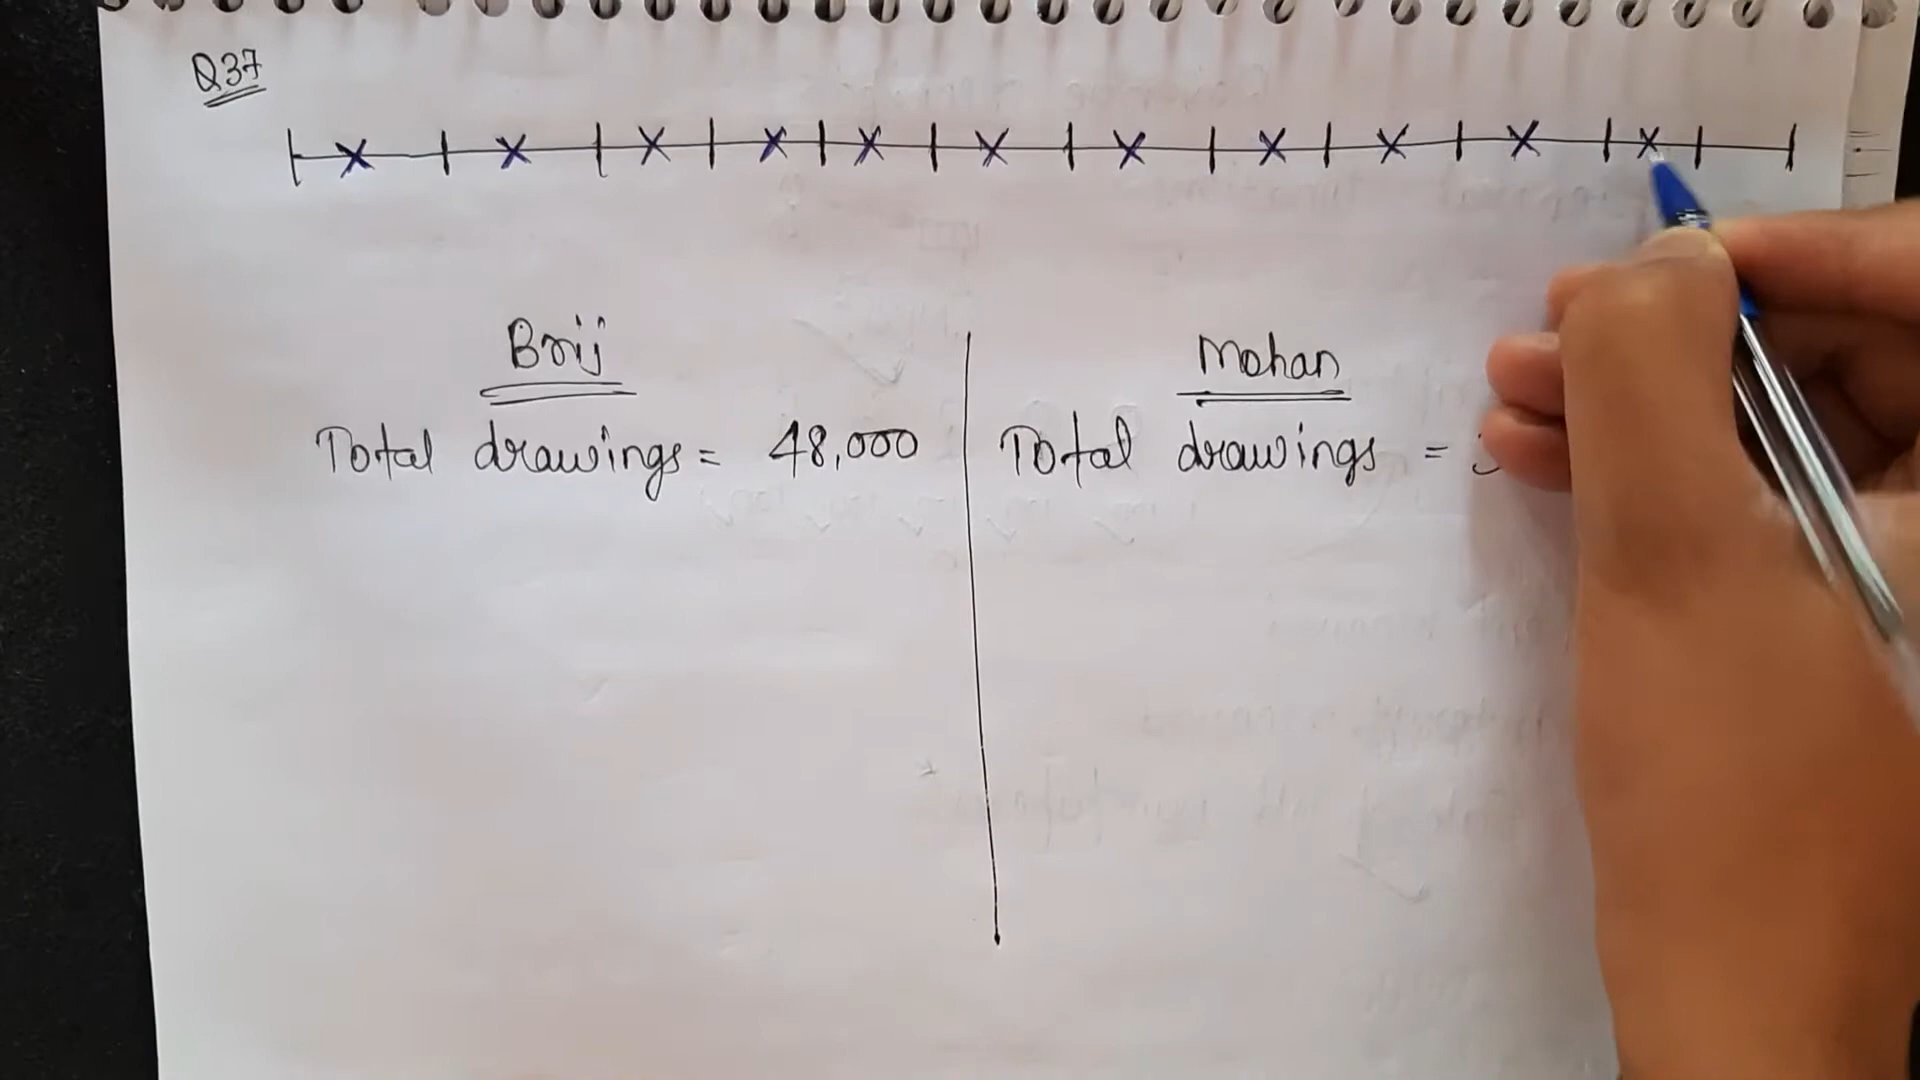 Q37
Brij
Mohan
Total drawings = 48,000
Total drawings =